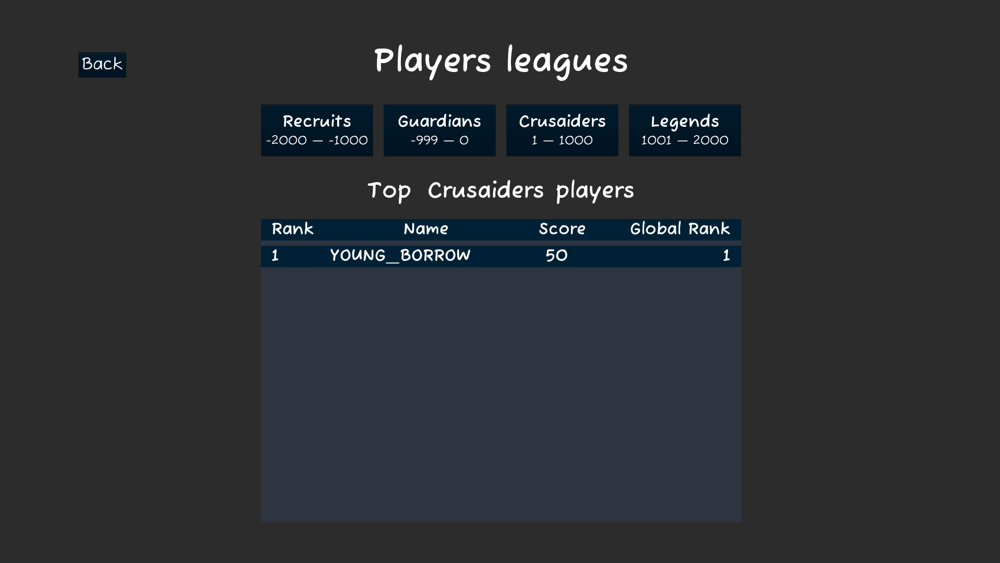 Back
Players leagues
Recruits
-2000 — -1000
Guardians
-999 — 0
Crusaiders
1 — 1000
Legends
1001 — 2000
Top Crusaiders players
Rank Name Score Global Rank
1 YOUNG_BORROW 50 1